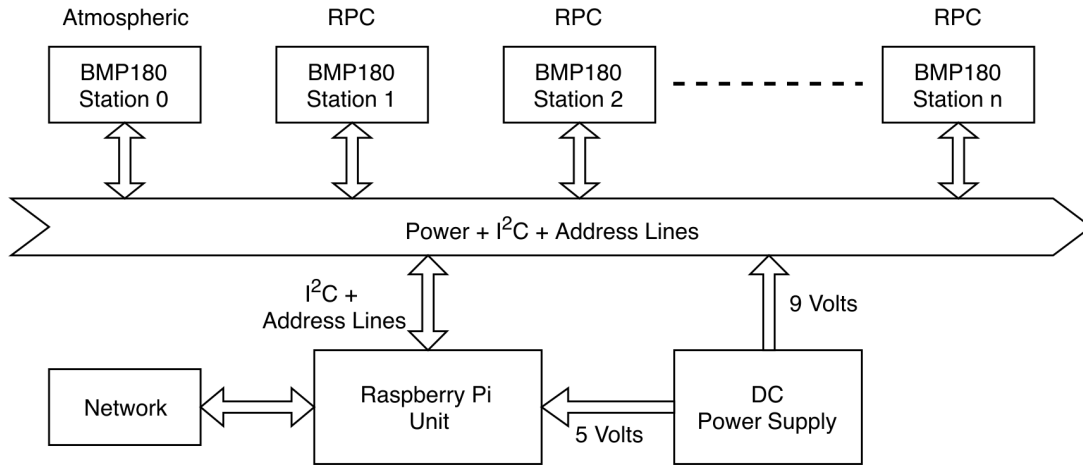 Atmospheric
RPC
RPC
RPC
BMP180
Station 0
BMP180
Station 1
BMP180
Station 2
BMP180
Station n
Power + I²C + Address Lines
I²C +
Address Lines
9 Volts
Network
Raspberry Pi
Unit
5 Volts
DC
Power Supply